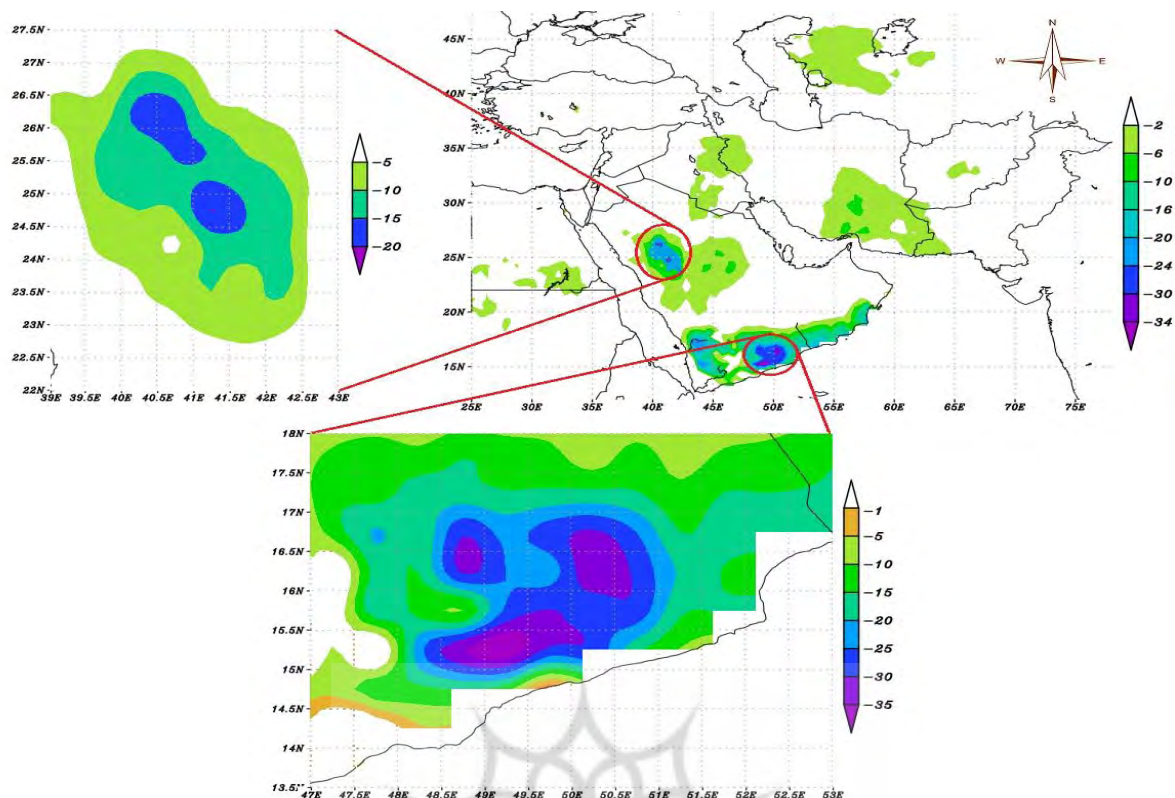 27.5N
27N
26.5N
26N
25.5N
25N
24.5N
24N
23.5N
23N
22.5N
22N
39E 39.5E 40E 40.5E 41E 41.5E 42E 42.5E 43E
-5
-10
-15
-20
45N
40N
35N
30N
25N
20N
15N
25E 30E 35E 40E 45E 50E 55E 60E 65E 70E 75E
N
W E
S
-2
-6
-10
-16
-20
-24
-30
-34
18N
17.5N
17N
16.5N
16N
15.5N
15N
14.5N
14N
13.5N
47E 47.5E 48E 48.5E 49E 49.5E 50E 50.5E 51E 51.5E 52E 52.5E 53E
-1
-5
-10
-15
-20
-25
-30
-35